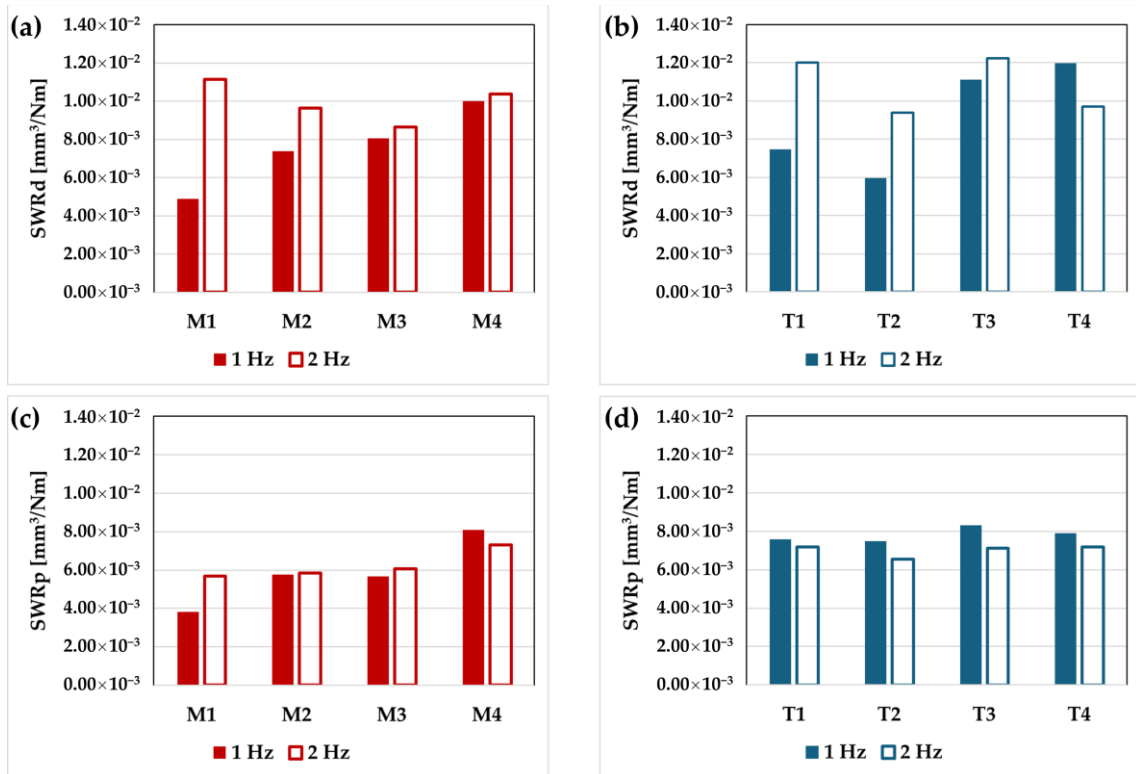 (a)
SWRd [mm³/Nm]
1.40×10⁻²
1.20×10⁻²
1.00×10⁻²
8.00×10⁻³
6.00×10⁻³
4.00×10⁻³
2.00×10⁻³
0.00×10⁻³
M1 M2 M3 M4
1 Hz 2 Hz
(b)
SWRd [mm³/Nm]
1.40×10⁻²
1.20×10⁻²
1.00×10⁻²
8.00×10⁻³
6.00×10⁻³
4.00×10⁻³
2.00×10⁻³
0.00×10⁻³
T1 T2 T3 T4
1 Hz 2 Hz
(c)
SWRp [mm³/Nm]
1.40×10⁻²
1.20×10⁻²
1.00×10⁻²
8.00×10⁻³
6.00×10⁻³
4.00×10⁻³
2.00×10⁻³
0.00×10⁻³
M1 M2 M3 M4
1 Hz 2 Hz
(d)
SWRp [mm³/Nm]
1.40×10⁻²
1.20×10⁻²
1.00×10⁻²
8.00×10⁻³
6.00×10⁻³
4.00×10⁻³
2.00×10⁻³
0.00×10⁻³
T1 T2 T3 T4
1 Hz 2 Hz